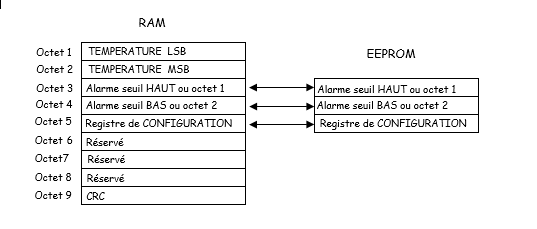 RAM
EEPROM
Octet 1 TEMPERATURE LSB
Octet 2 TEMPERATURE MSB
Octet 3 Alarme seuil HAUT ou octet 1 Alarme seuil HAUT ou octet 1
Octet 4 Alarme seuil BAS ou octet 2 Alarme seuil BAS ou octet 2
Octet 5 Registre de CONFIGURATION Registre de CONFIGURATION
Octet 6 Réservé
Octet7 Réservé
Octet 8 Réservé
Octet 9 CRC